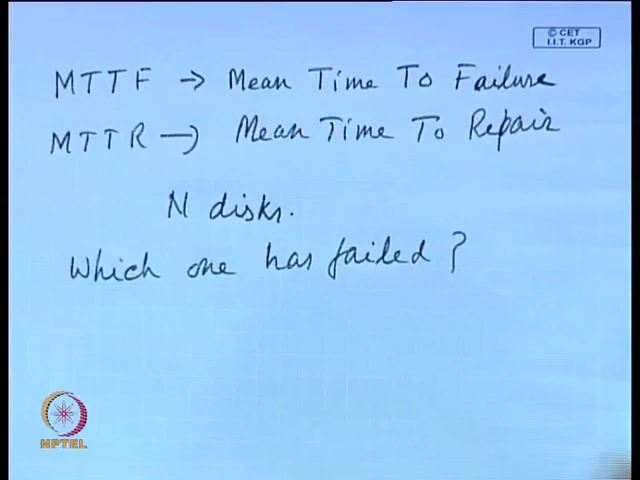 © CET
I.I.T. KGP
MTTF → Mean Time To Failure
MTTR → Mean Time To Repair
N disks.
Which one has failed?
NPTEL